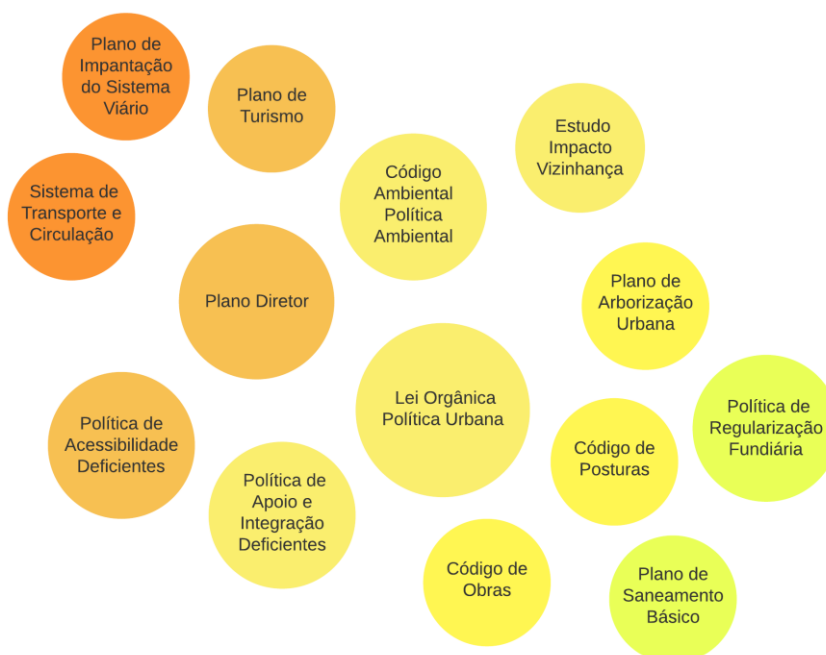 Plano de
Impantação
do Sistema
Viário
Plano de
Turismo
Estudo
Impacto
Vizinhança
Código
Ambiental
Política
Ambiental
Sistema de
Transporte e
Circulação
Plano Diretor
Plano de
Arborização
Urbana
Lei Orgânica
Política Urbana
Política de
Regularização
Fundiária
Política de
Acessibilidade
Deficientes
Código de
Posturas
Política de
Apoio e
Integração
Deficientes
Código de
Obras
Plano de
Saneamento
Básico